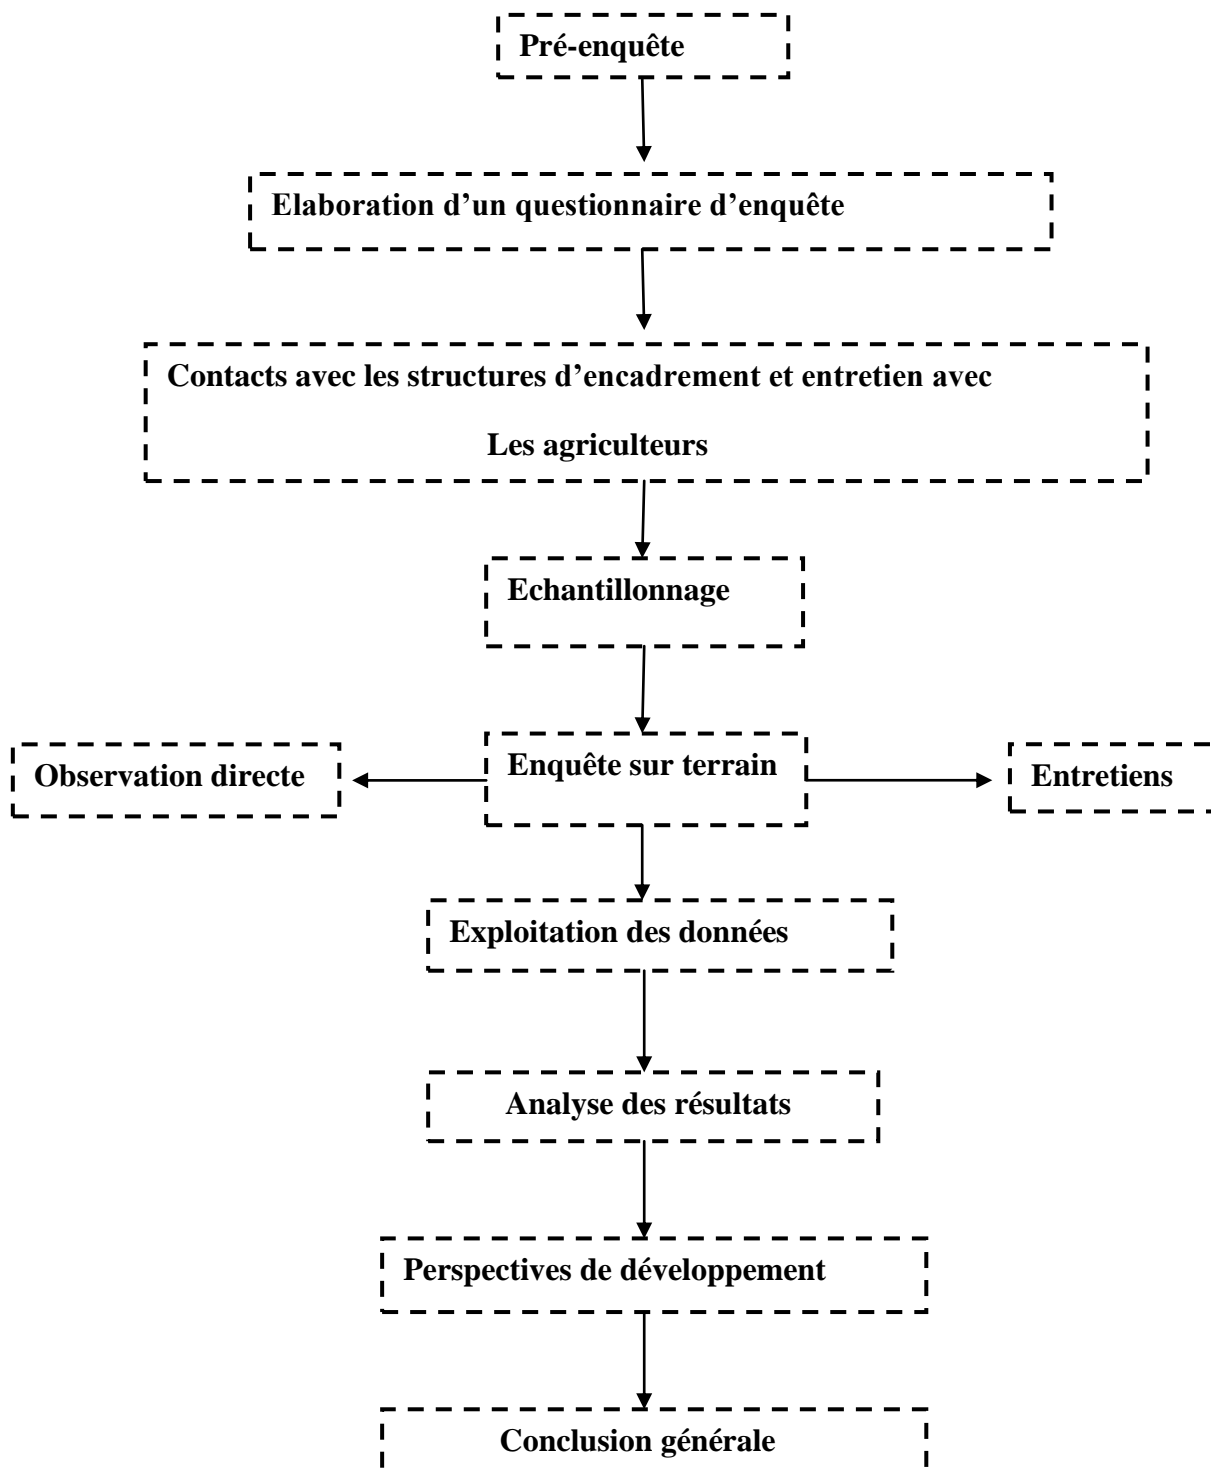 Pré-enquête
Elaboration d’un questionnaire d’enquête
Contacts avec les structures d’encadrement et entretien avec
Les agriculteurs
Echantillonnage
Observation directe
Enquête sur terrain
Entretiens
Exploitation des données
Analyse des résultats
Perspectives de développement
Conclusion générale